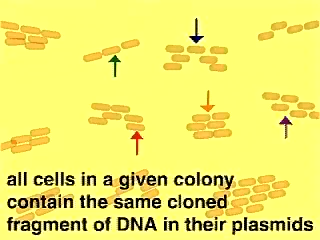 all cells in a given colony
contain the same cloned
fragment of DNA in their plasmids